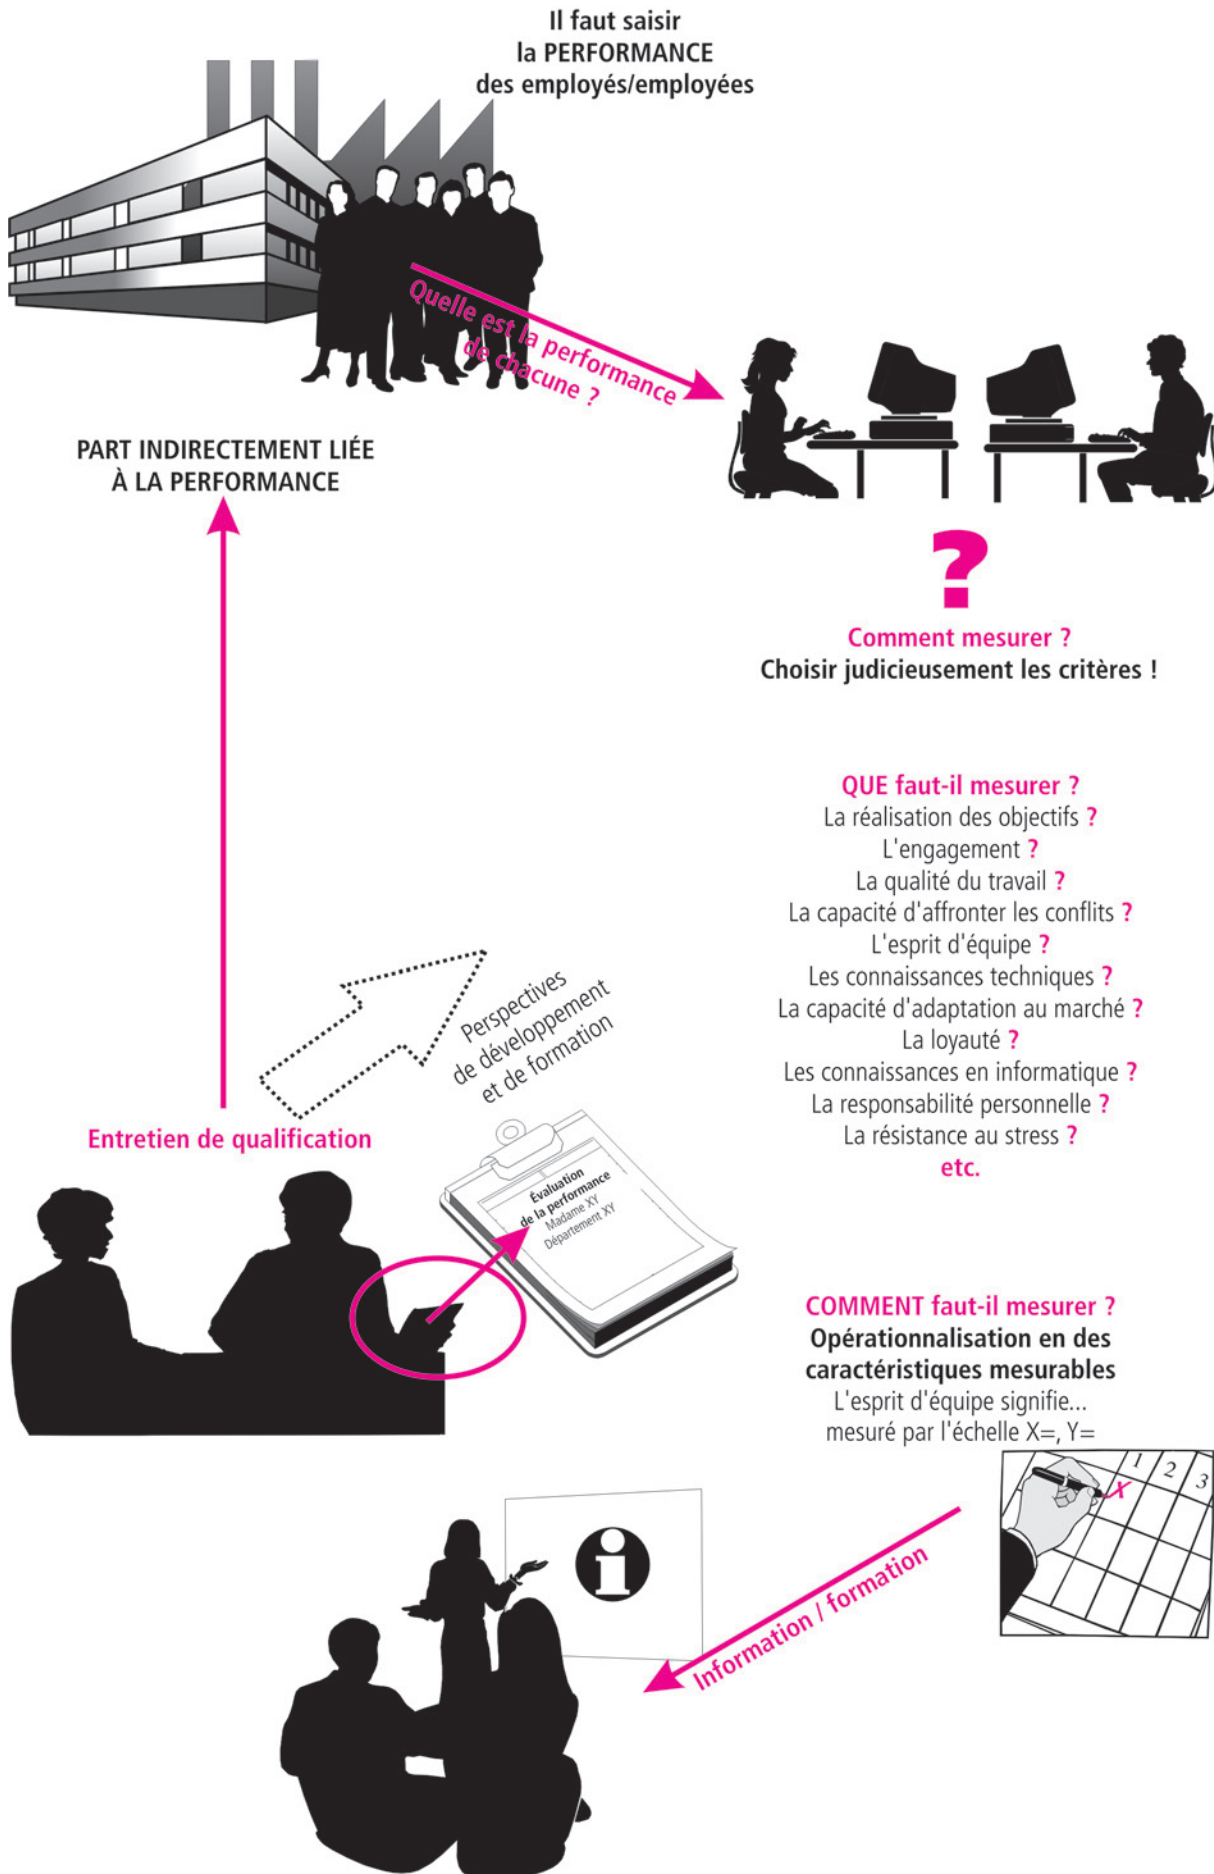 Il faut saisir
la PERFORMANCE
des employés/employées
Quelle est la performance
de chacune ?
PART INDIRECTEMENT LIÉE
À LA PERFORMANCE
?
Comment mesurer ?
Choisir judicieusement les critères !
QUE faut-il mesurer ?
La réalisation des objectifs ?
L'engagement ?
La qualité du travail ?
La capacité d'affronter les conflits ?
L'esprit d'équipe ?
Les connaissances techniques ?
La capacité d'adaptation au marché ?
La loyauté ?
Les connaissances en informatique ?
La responsabilité personnelle ?
La résistance au stress ?
etc.
Perspectives
de développement
et de formation
Entretien de qualification
Évaluation
de la performance
Madame XY
Département XY
COMMENT faut-il mesurer ?
Opérationnalisation en des
caractéristiques mesurables
L'esprit d'équipe signifie...
mesuré par l'échelle X=, Y=
1 2 3
X
i
Information / formation